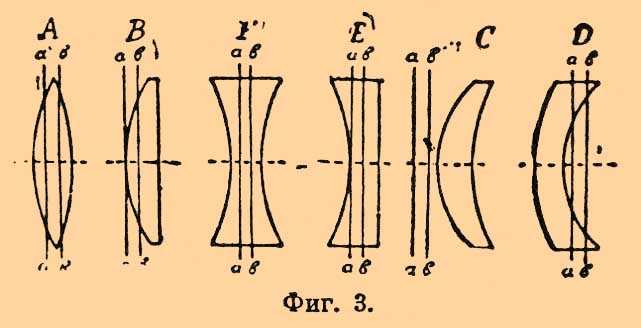 A B F E C D
а в а в а в а в а в а в
а в а в а в а в
Фиг. 3.